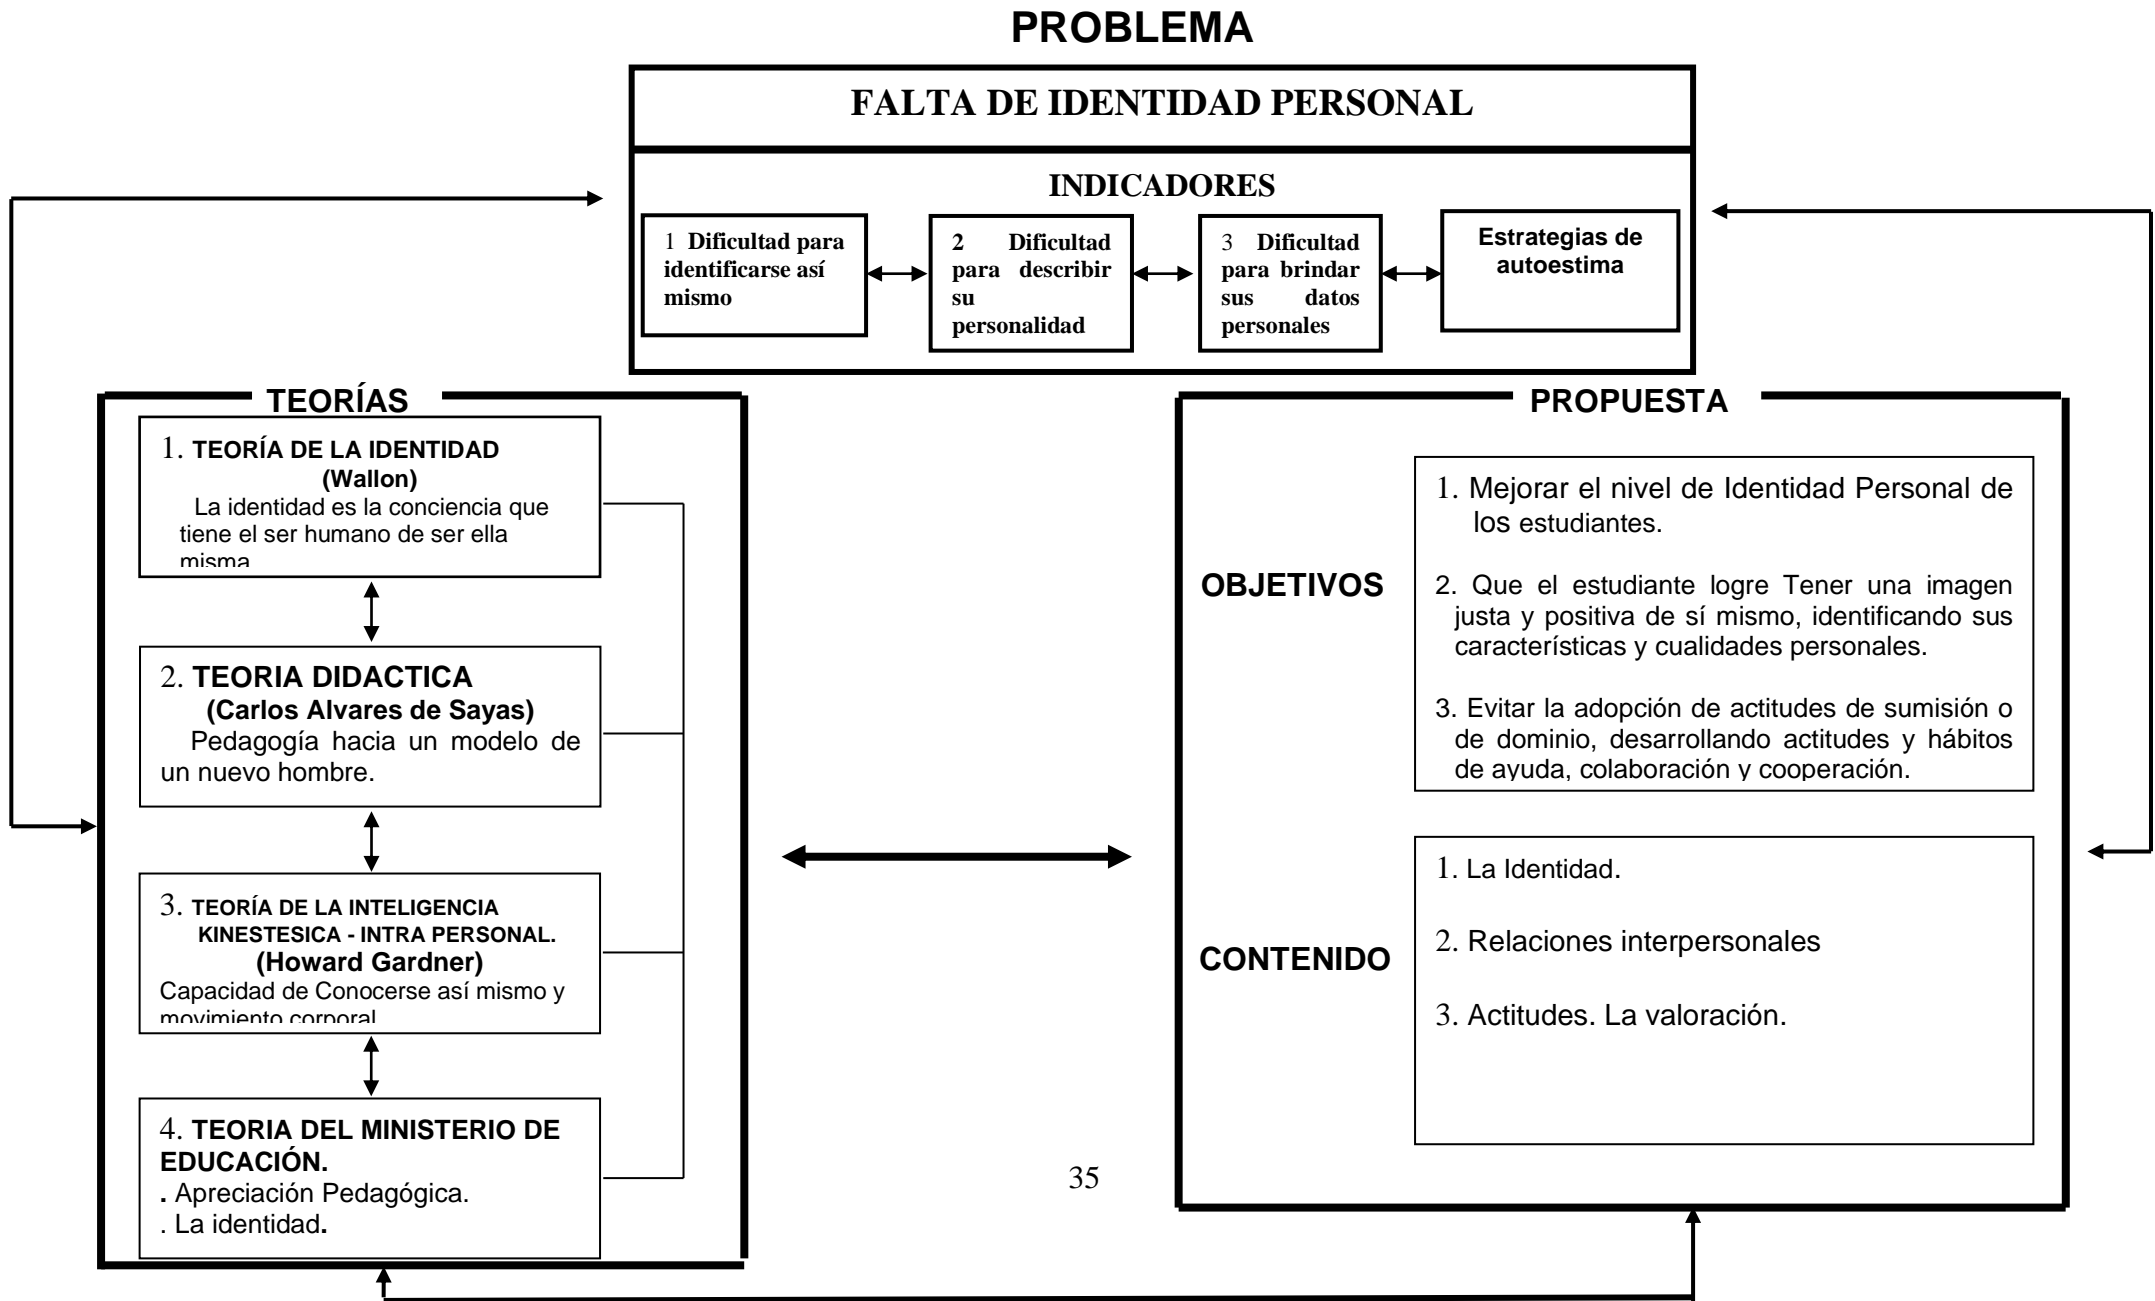 PROBLEMA
FALTA DE IDENTIDAD PERSONAL
INDICADORES
1 Dificultad para
identificarse así
mismo
2 Dificultad
para describir
su
personalidad
3 Dificultad
para brindar
sus datos
personales
Estrategias de
autoestima
TEORÍAS
1. TEORÍA DE LA IDENTIDAD
(Wallon)
La identidad es la conciencia que
tiene el ser humano de ser ella
misma
2. TEORIA DIDACTICA
(Carlos Alvares de Sayas)
Pedagogía hacia un modelo de
un nuevo hombre.
3. TEORÍA DE LA INTELIGENCIA
KINESTESICA - INTRA PERSONAL.
(Howard Gardner)
Capacidad de Conocerse así mismo y
movimiento corporal
4. TEORIA DEL MINISTERIO DE
EDUCACIÓN.
. Apreciación Pedagógica.
. La identidad.
PROPUESTA
OBJETIVOS
1. Mejorar el nivel de Identidad Personal de
los estudiantes.
2. Que el estudiante logre Tener una imagen
justa y positiva de sí mismo, identificando sus
características y cualidades personales.
3. Evitar la adopción de actitudes de sumisión o
de dominio, desarrollando actitudes y hábitos
de ayuda, colaboración y cooperación.
CONTENIDO
1. La Identidad.
2. Relaciones interpersonales
3. Actitudes. La valoración.
35